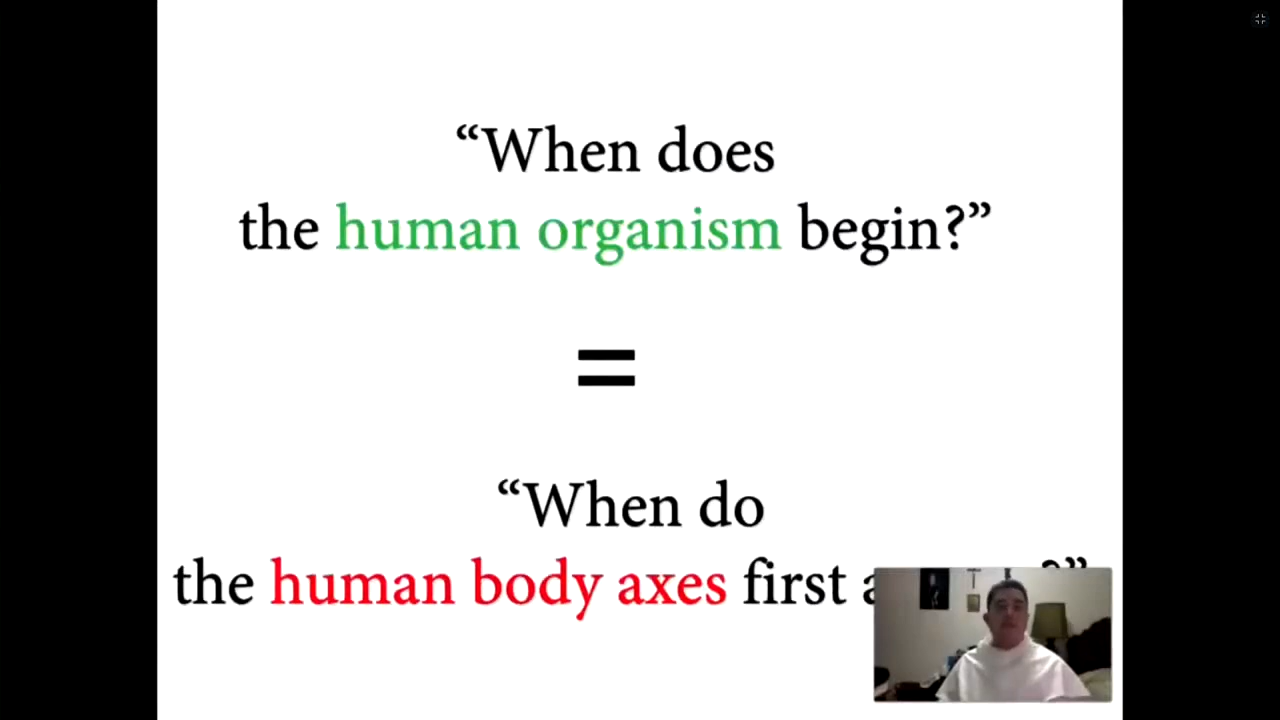 “When does
the human organism begin?”
=
“When do
the human body axes first